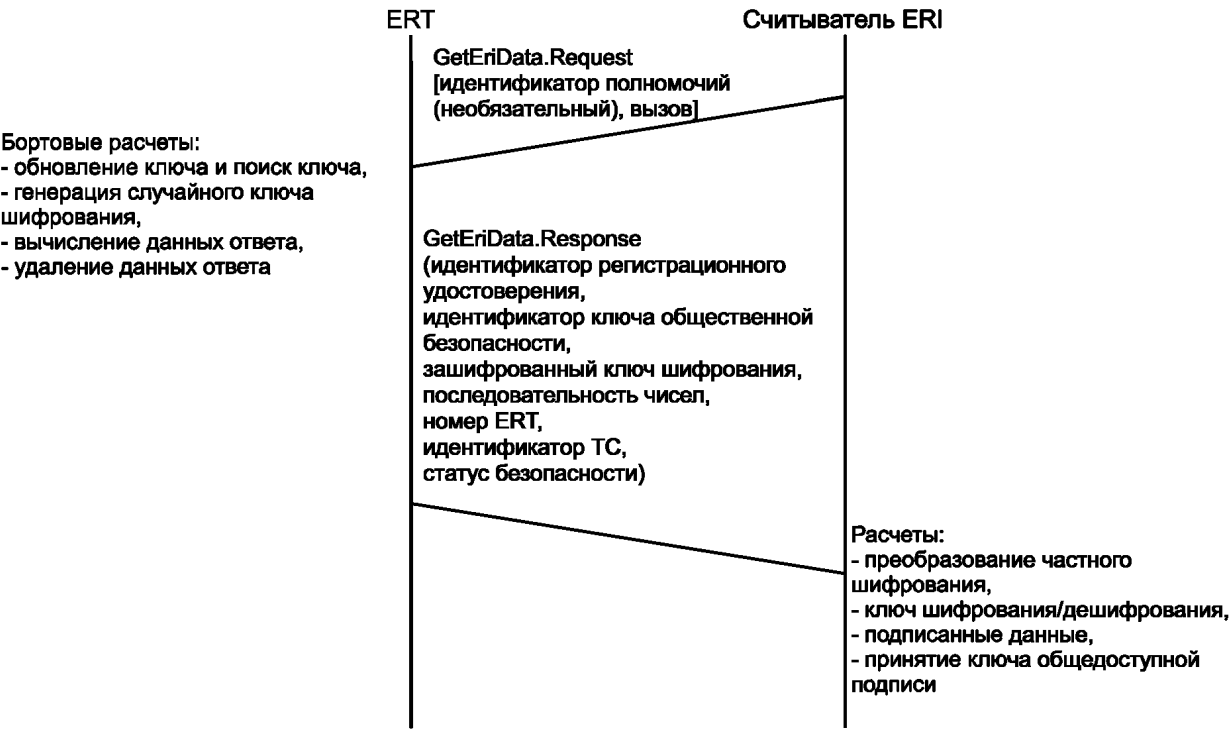 ERT
Считыватель ERI
GetEriData.Request
[идентификатор полномочий
(необязательный), вызов]
Бортовые расчеты:
- обновление ключа и поиск ключа,
- генерация случайного ключа
шифрования,
- вычисление данных ответа,
- удаление данных ответа
GetEriData.Response
(идентификатор регистрационного
удостоверения,
идентификатор ключа общественной
безопасности,
зашифрованный ключ шифрования,
последовательность чисел,
номер ERT,
идентификатор ТС,
статус безопасности)
Расчеты:
- преобразование частного
шифрования,
- ключ шифрования/дешифрования,
- подписанные данные,
- принятие ключа общедоступной
подписи